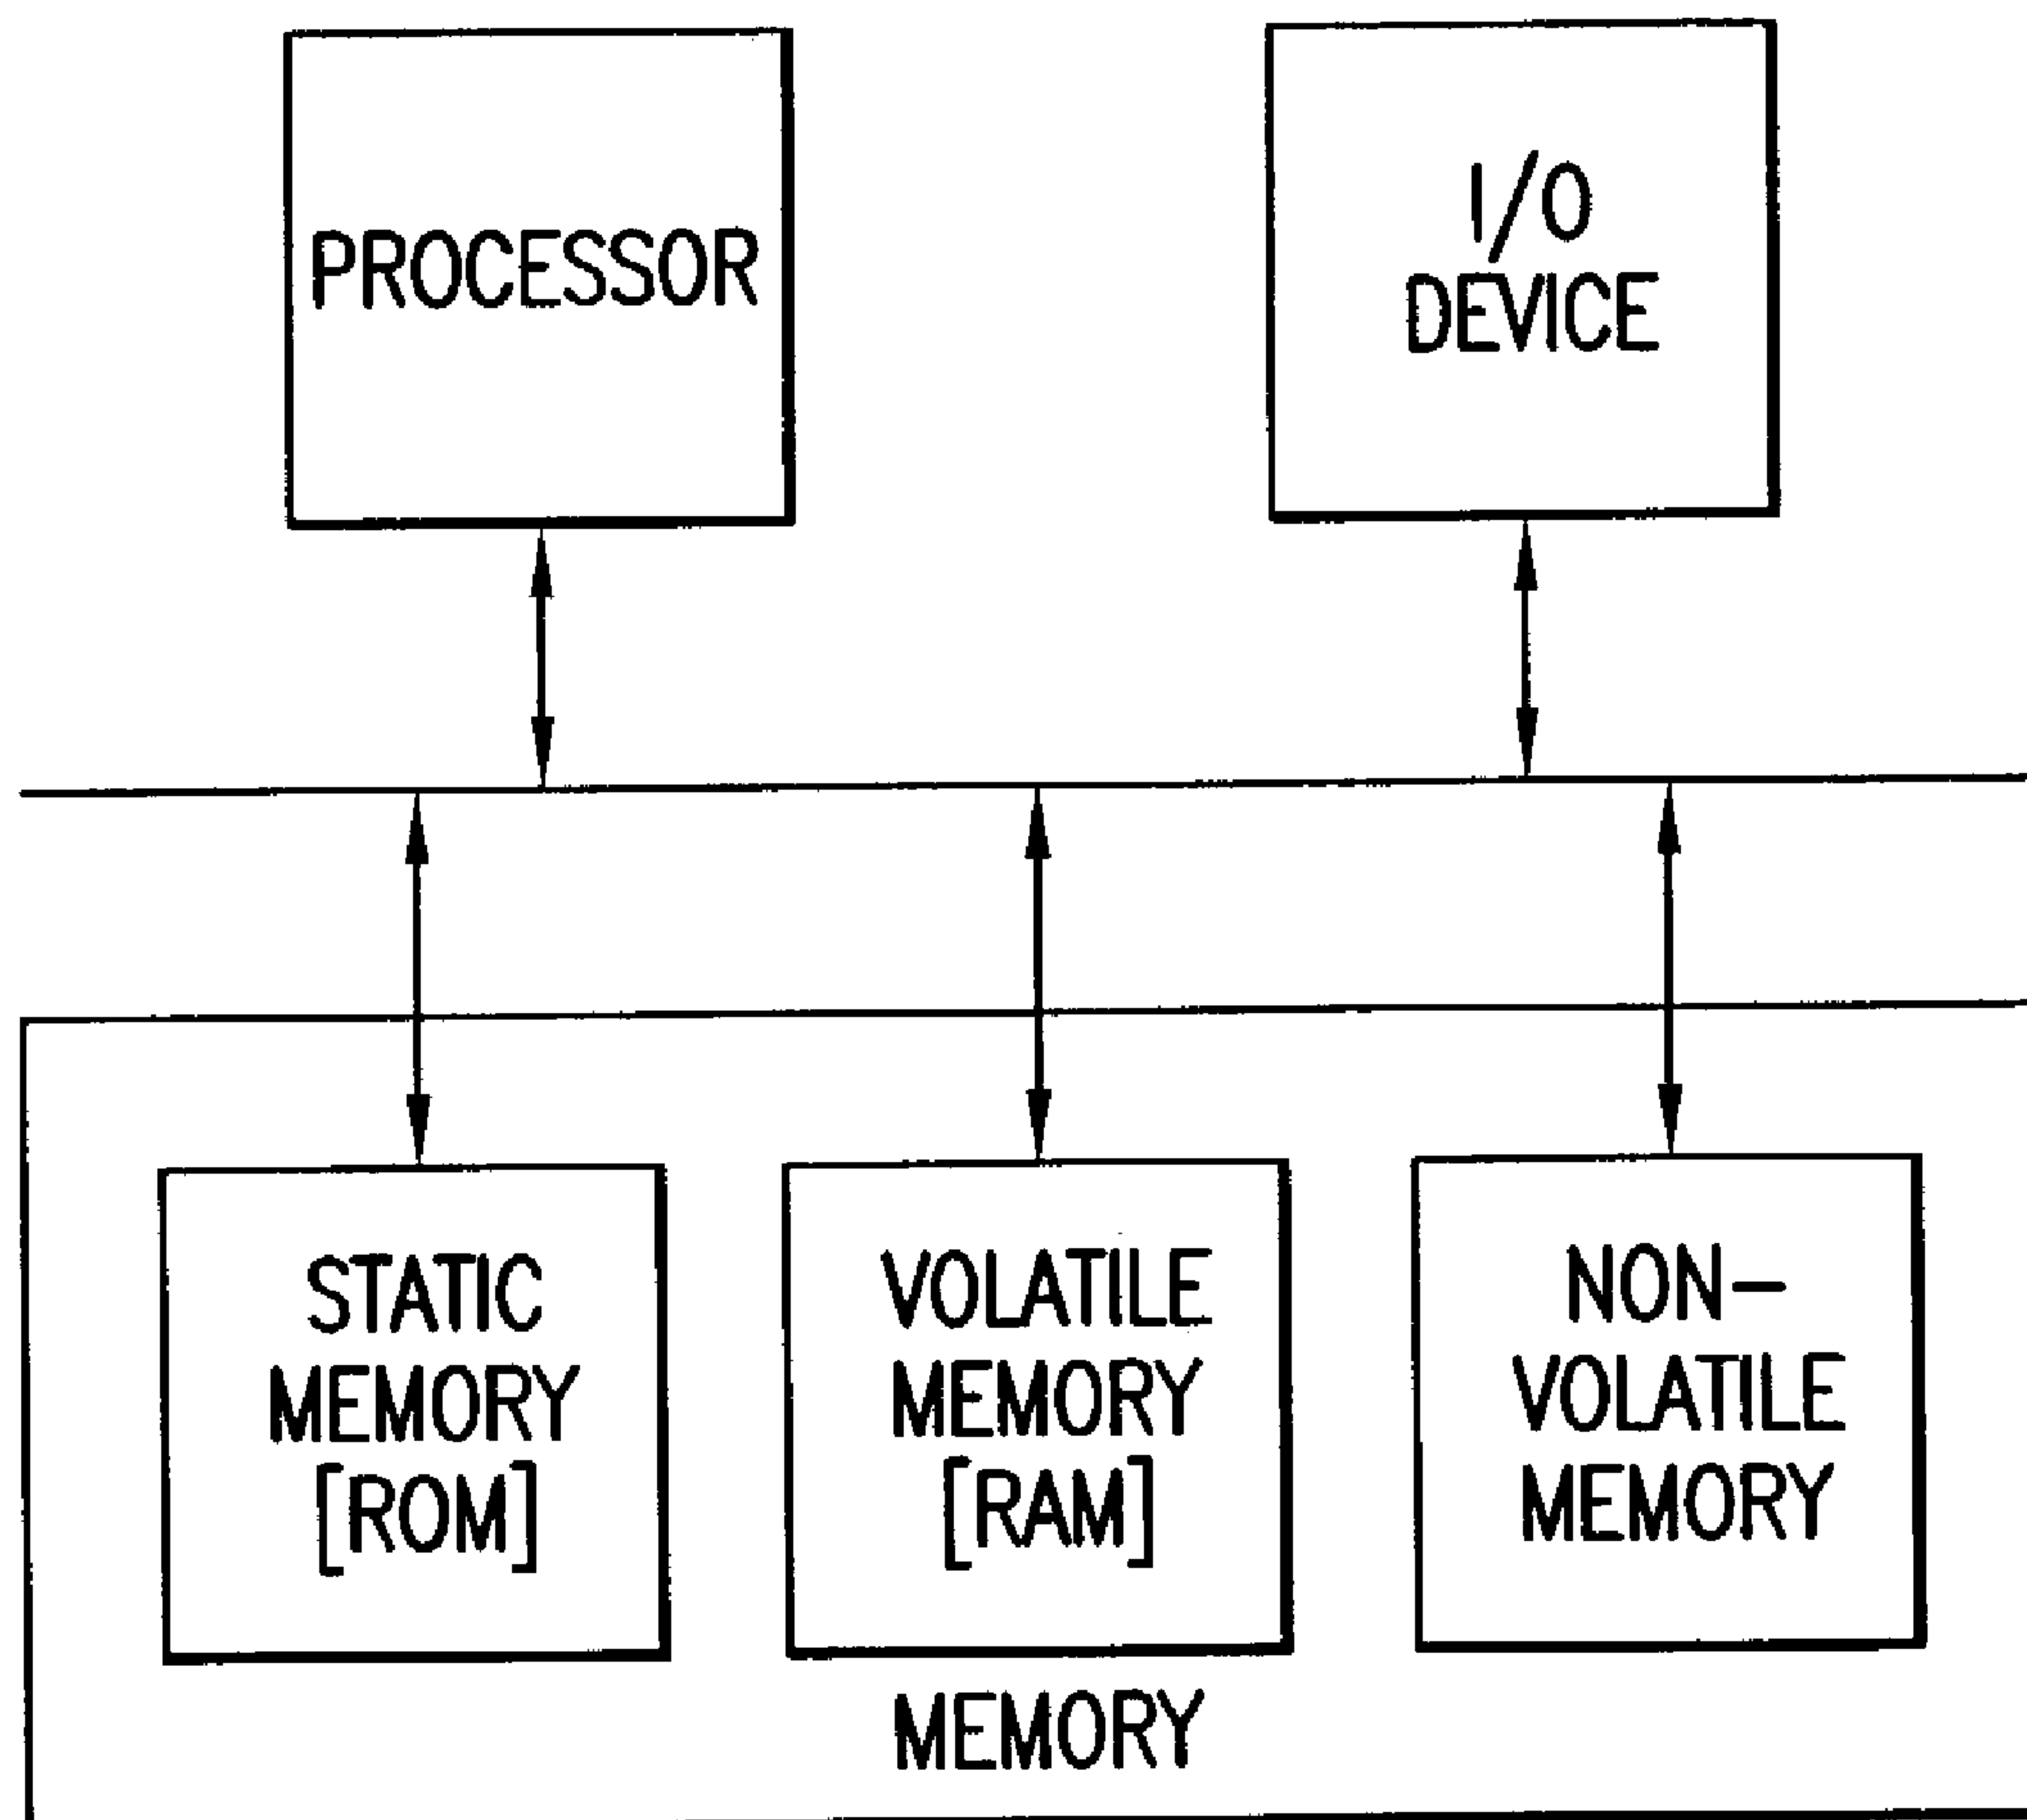 PROCESSOR
I/O
DEVICE
STATIC
MEMORY
[ROM]
VOLATILE
MEMORY
[RAM]
NON-
VOLATILE
MEMORY
MEMORY